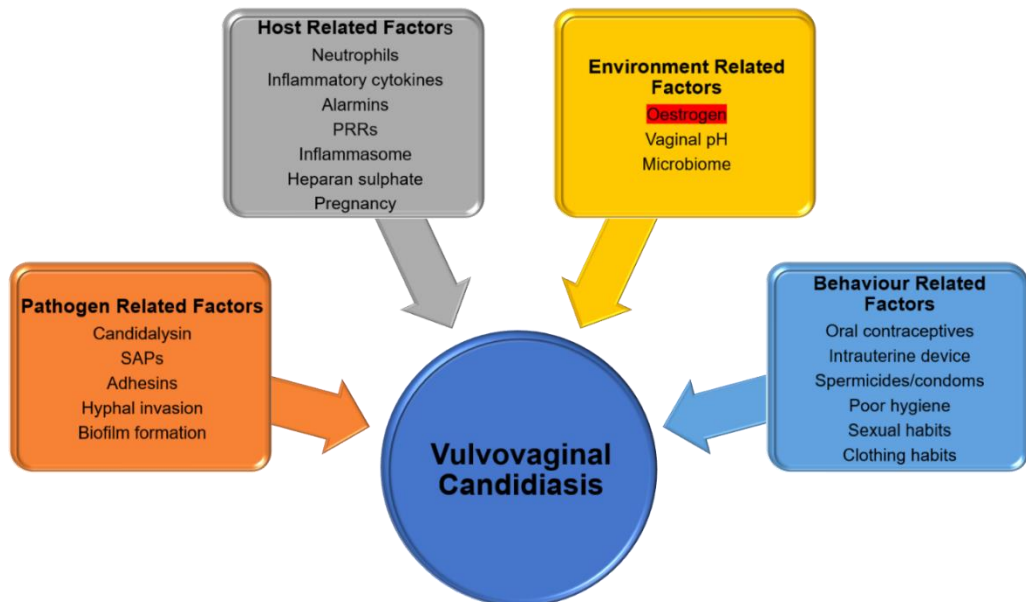 Host Related Factors
Neutrophils
Inflammatory cytokines
Alarmins
PRRs
Inflammasome
Heparan sulphate
Pregnancy
Environment Related
Factors
Oestrogen
Vaginal pH
Microbiome
Pathogen Related Factors
Candidalysin
SAPs
Adhesins
Hyphal invasion
Biofilm formation
Behaviour Related
Factors
Oral contraceptives
Intrauterine device
Spermicides/condoms
Poor hygiene
Sexual habits
Clothing habits
Vulvovaginal
Candidiasis